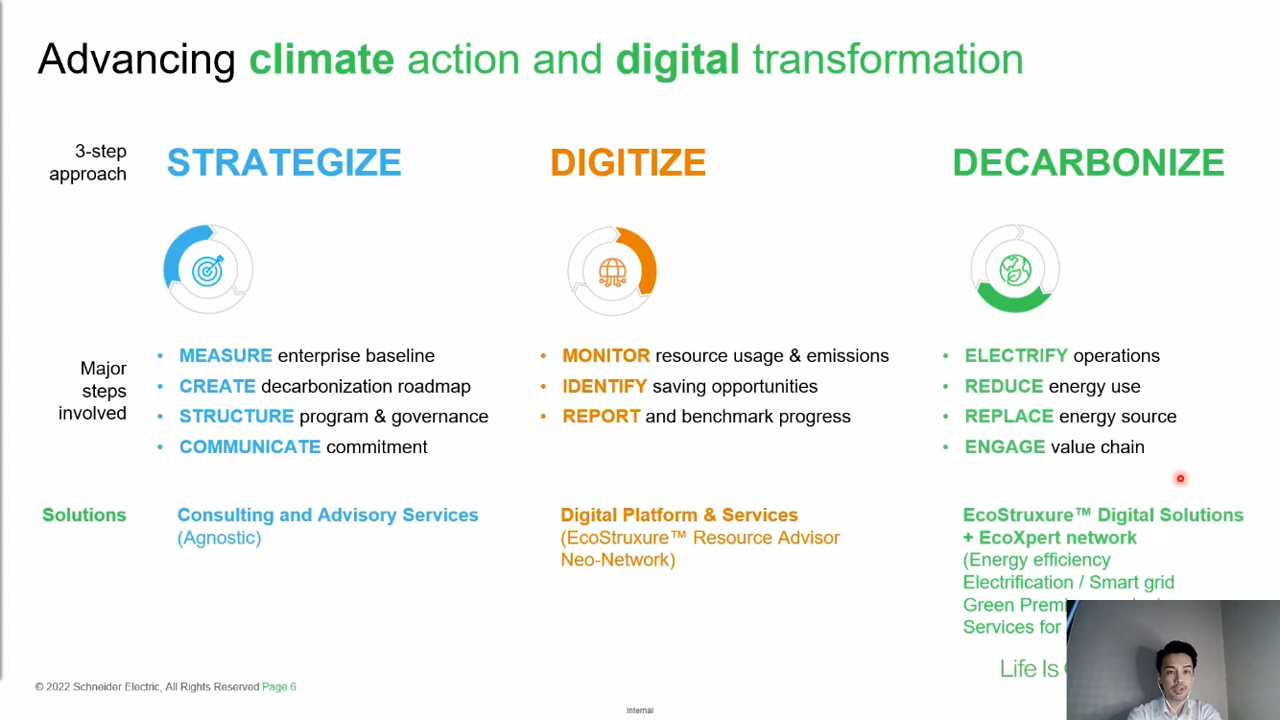 Advancing climate action and digital transformation
3-step
approach
STRATEGIZE
DIGITIZE
DECARBONIZE
Major
steps
involved
• MEASURE enterprise baseline
• CREATE decarbonization roadmap
• STRUCTURE program & governance
• COMMUNICATE commitment
• MONITOR resource usage & emissions
• IDENTIFY saving opportunities
• REPORT and benchmark progress
• ELECTRIFY operations
• REDUCE energy use
• REPLACE energy source
• ENGAGE value chain
Solutions
Consulting and Advisory Services
(Agnostic)
Digital Platform & Services
(EcoStruxure™ Resource Advisor
Neo-Network)
EcoStruxure™ Digital Solutions
+ EcoXpert network
(Energy efficiency
Electrification / Smart grid
Green
Services for
Life Is
© 2022 Schneider Electric, All Rights Reserved Page 6
Internal